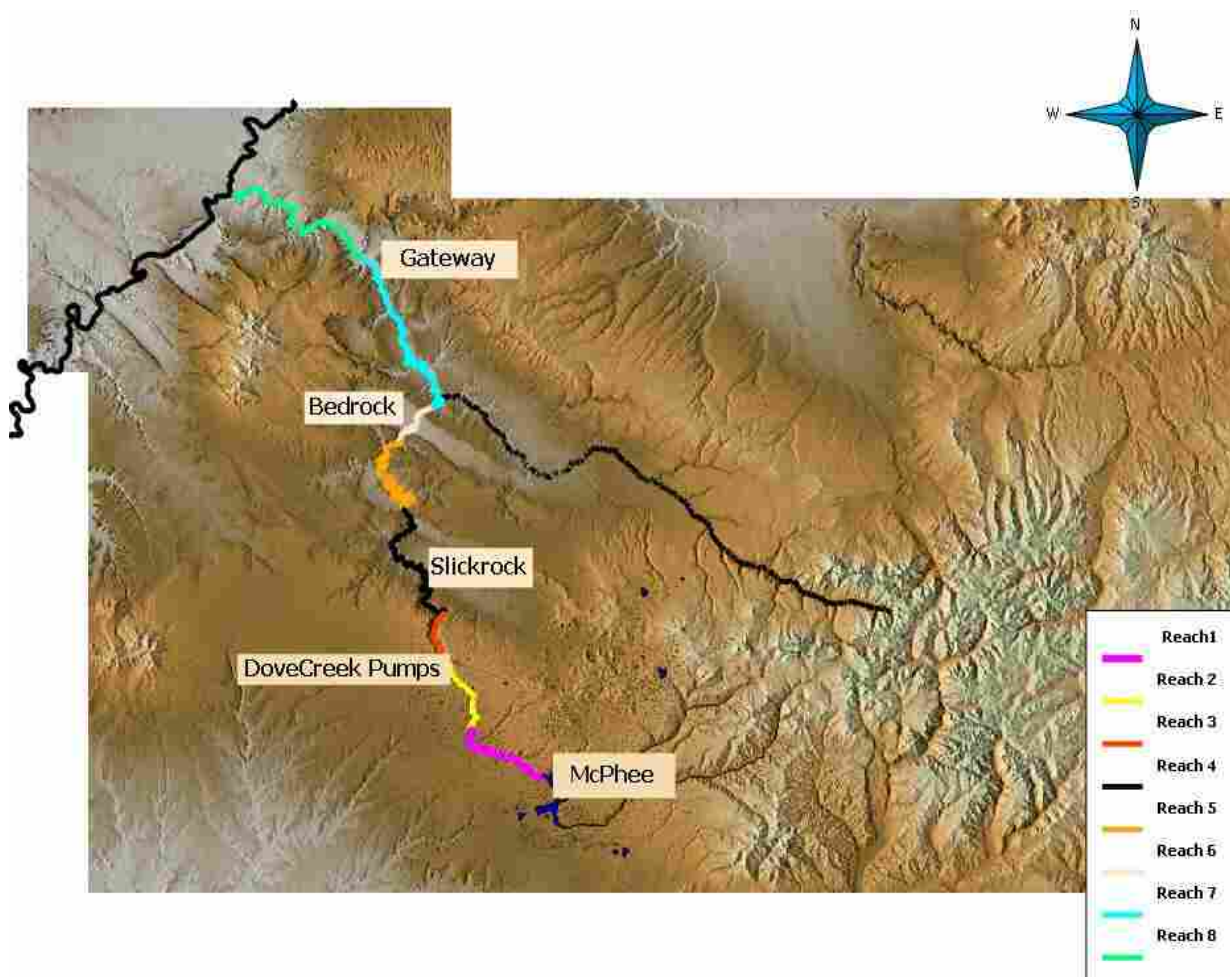 N
W
E
S
Gateway
Bedrock
Slickrock
DoveCreek Pumps
McPhee
Reach1
Reach 2
Reach 3
Reach 4
Reach 5
Reach 6
Reach 7
Reach 8